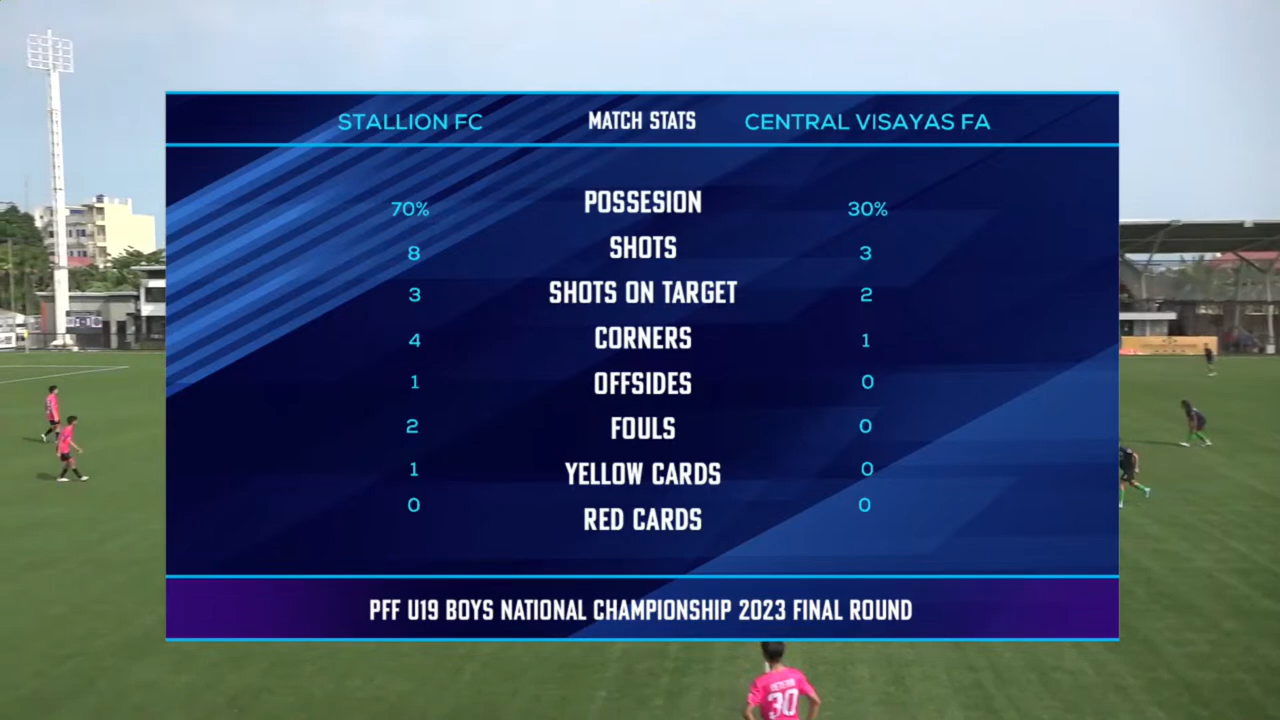 STALLION FC MATCH STATS CENTRAL VISAYAS FA
70% POSSESION 30%
8 SHOTS 3
3 SHOTS ON TARGET 2
4 CORNERS 1
1 OFFSIDES 0
2 FOULS 0
1 YELLOW CARDS 0
0 RED CARDS 0
PFF U19 BOYS NATIONAL CHAMPIONSHIP 2023 FINAL ROUND
30